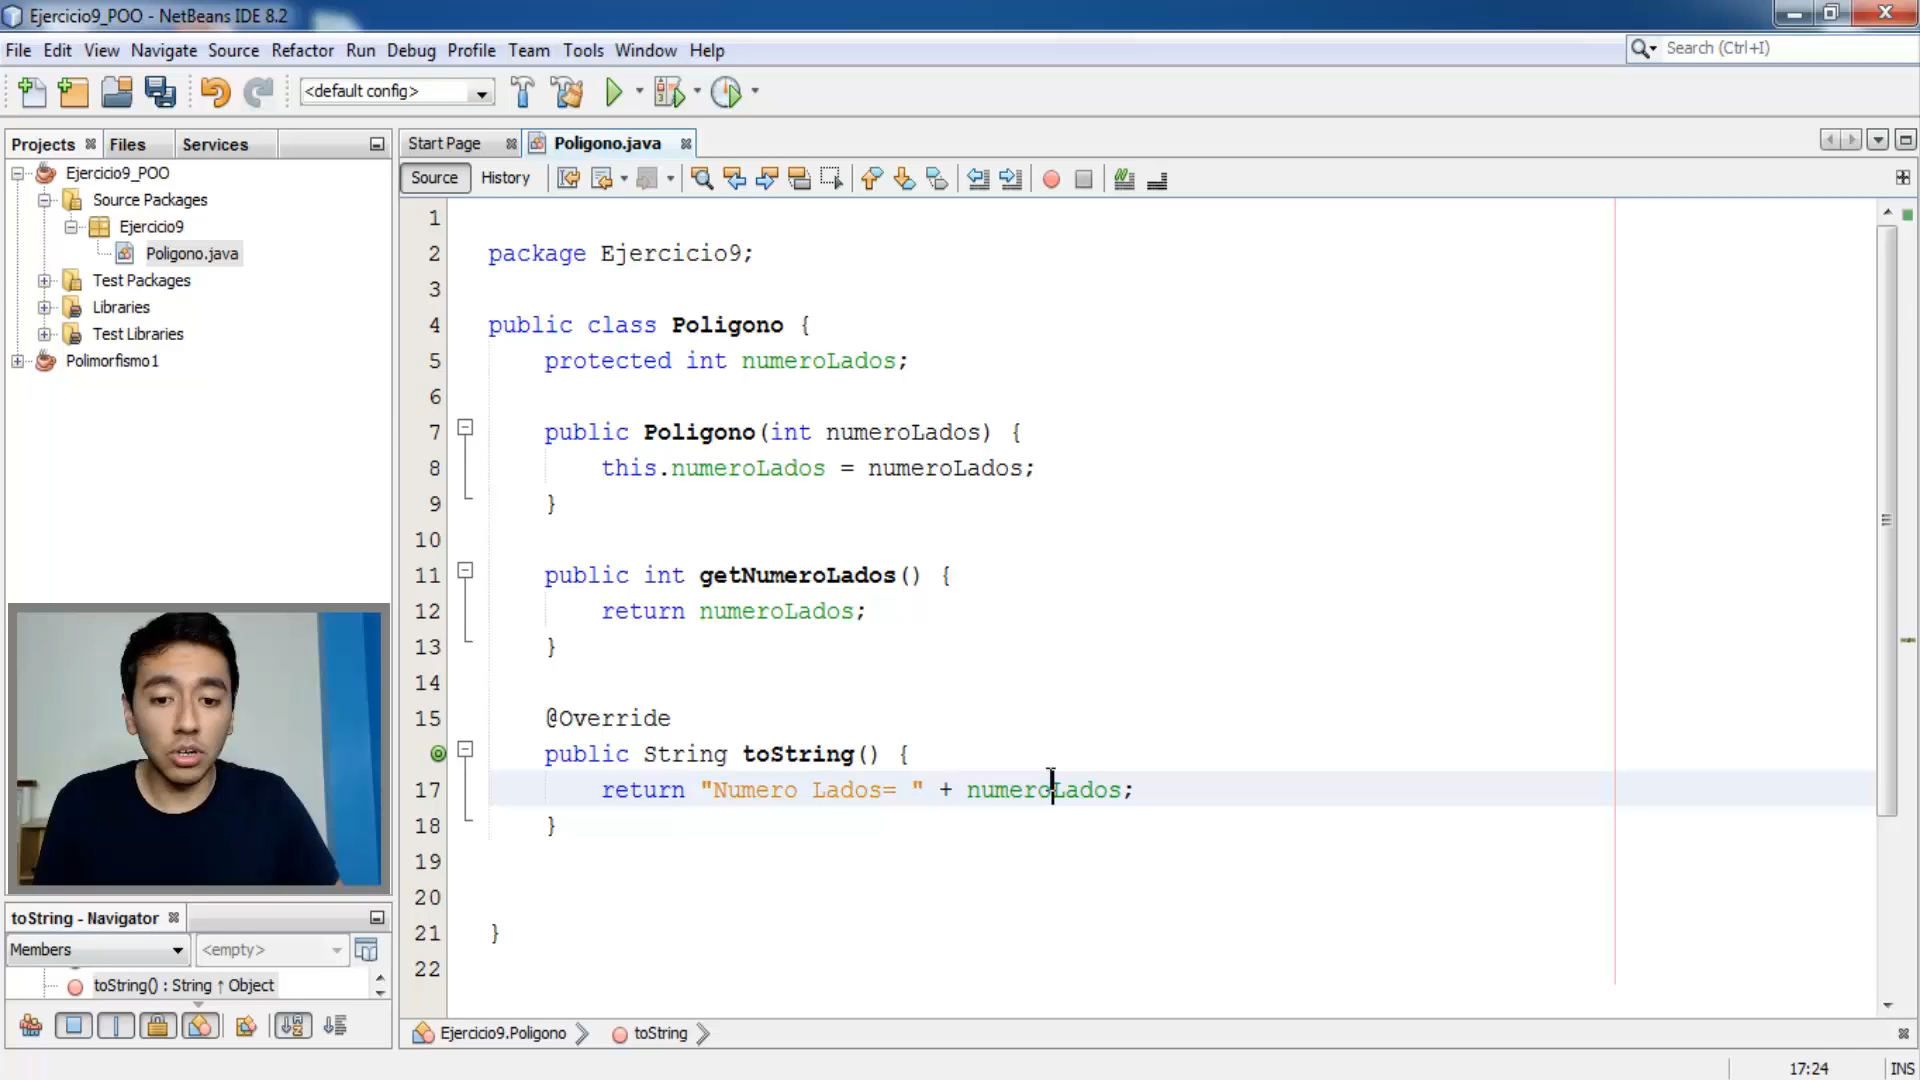 Ejercicio9_POO - NetBeans IDE 8.2
File Edit View Navigate Source Refactor Run Debug Profile Team Tools Window Help
Search (Ctrl+I)
<default config>
Projects Files Services
Start Page Poligono.java
Source History
Ejercicio9_POO
Source Packages
Ejercicio9
Poligono.java
Test Packages
Libraries
Test Libraries
Polimorfismo1
1
2 package Ejercicio9;
3
4 public class Poligono {
5 protected int numeroLados;
6
7 public Poligono(int numeroLados) {
8 this.numeroLados = numeroLados;
9 }
10
11 public int getNumeroLados() {
12 return numeroLados;
13 }
14
15 @Override
public String toString() {
17 return "Numero Lados= " + numeroLados;
18 }
19
20
21 }
22
toString - Navigator
Members <empty>
toString() : String ↑ Object
Ejercicio9.Poligono toString
17:24 INS